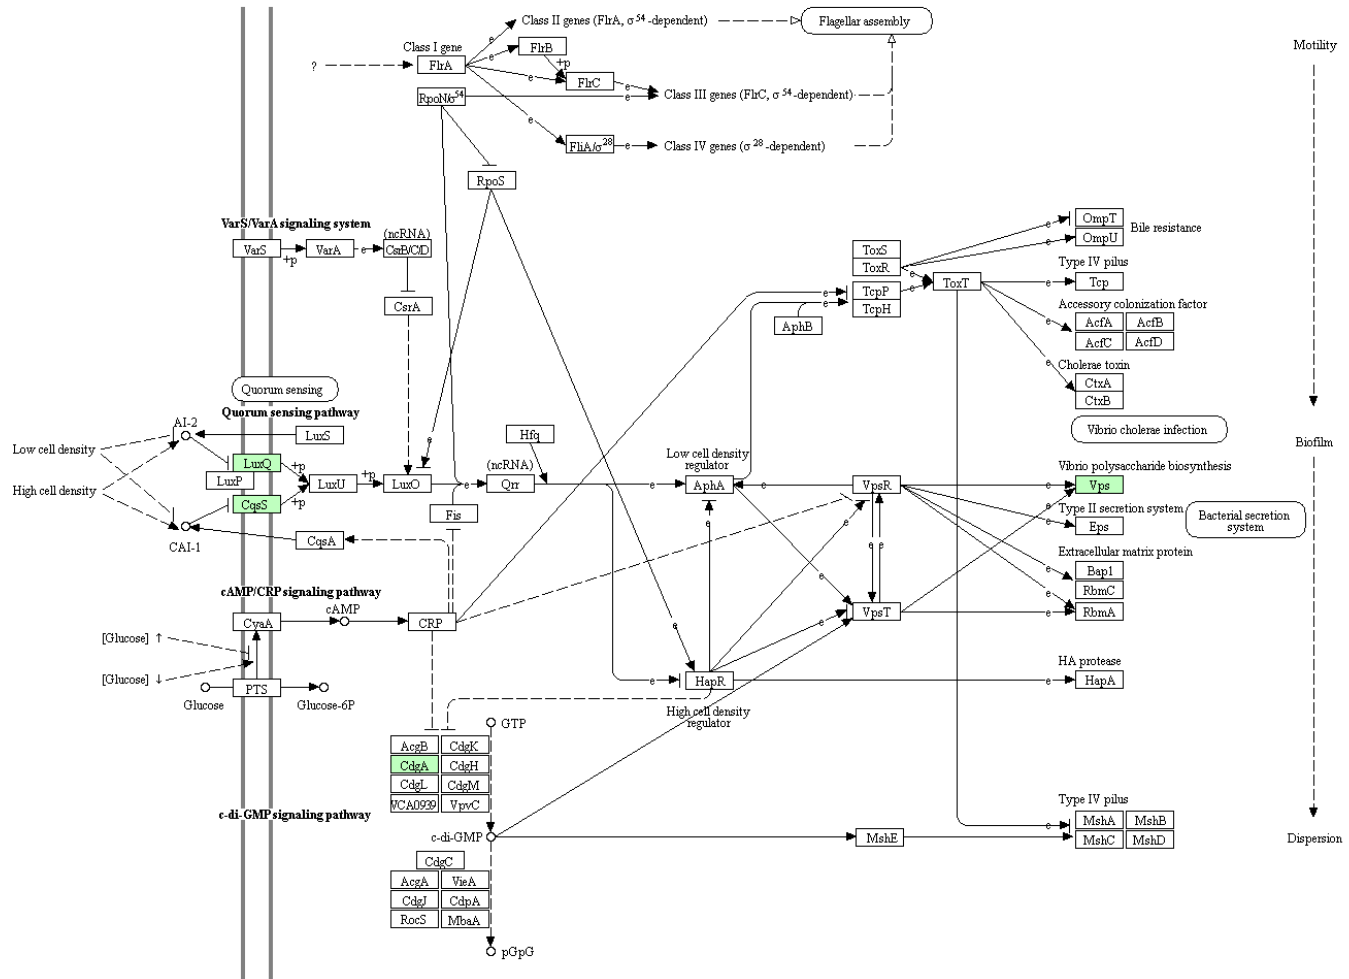 Class II genes (FlrA, σ54-dependent)
Flagellar assembly
Motility
Class I gene
FlrA
FlrB
FlrC
?
e
e
+p
e
e
e
RpoN/σ54
e
Class III genes (FlrC, σ54-dependent)
FliA/σ28
e
Class IV genes (σ28-dependent)
RpoS
VarS/VarA signaling system
VarS
+p
VarA
e
(ncRNA)
CsrB/C/D
CsrA
ToxS
ToxR
e
e
OmpT
OmpU
Bile resistance
Type IV pilus
e
ToxT
e
Tcp
e
e
TcpP
TcpH
e
AphB
Accessory colonization factor
e
AcfA
AcfB
AcfC
AcfD
Cholerae toxin
e
CtxA
CtxB
Quorum sensing
Quorum sensing pathway
Vibrio cholerae infection
Biofilm
AI-2
LuxS
Low cell density
High cell density
LuxQ
LuxP
CqsS
+p
+p
LuxU
+p
LuxO
e
e
(ncRNA)
Qrr
Hfq
Fis
CAI-1
CqsA
Low cell density
regulator
e
AphA
e
VpsR
e
Vibrio polysaccharide biosynthesis
Vps
Type II secretion system
e
Eps
Bacterial secretion
system
Extracellular matrix protein
e
Bap1
RbmC
e
RbmA
e
e
e
e
e
e
e
VpsT
e
cAMP/CRP signaling pathway
CyaA
cAMP
CRP
[Glucose] ↑
[Glucose] ↓
PTS
Glucose
Glucose-6P
e
e
HapR
High cell density
regulator
e
HA protease
HapA
GTP
AcgB
CdgK
CdgA
CdgH
CdgL
CdgM
VCA0939
VpvC
c-di-GMP signaling pathway
c-di-GMP
MshE
Type IV pilus
e
MshA
MshB
MshC
MshD
Dispersion
CdgC
AcgA
VieA
CdgJ
CdpA
RocS
MbaA
pGpG